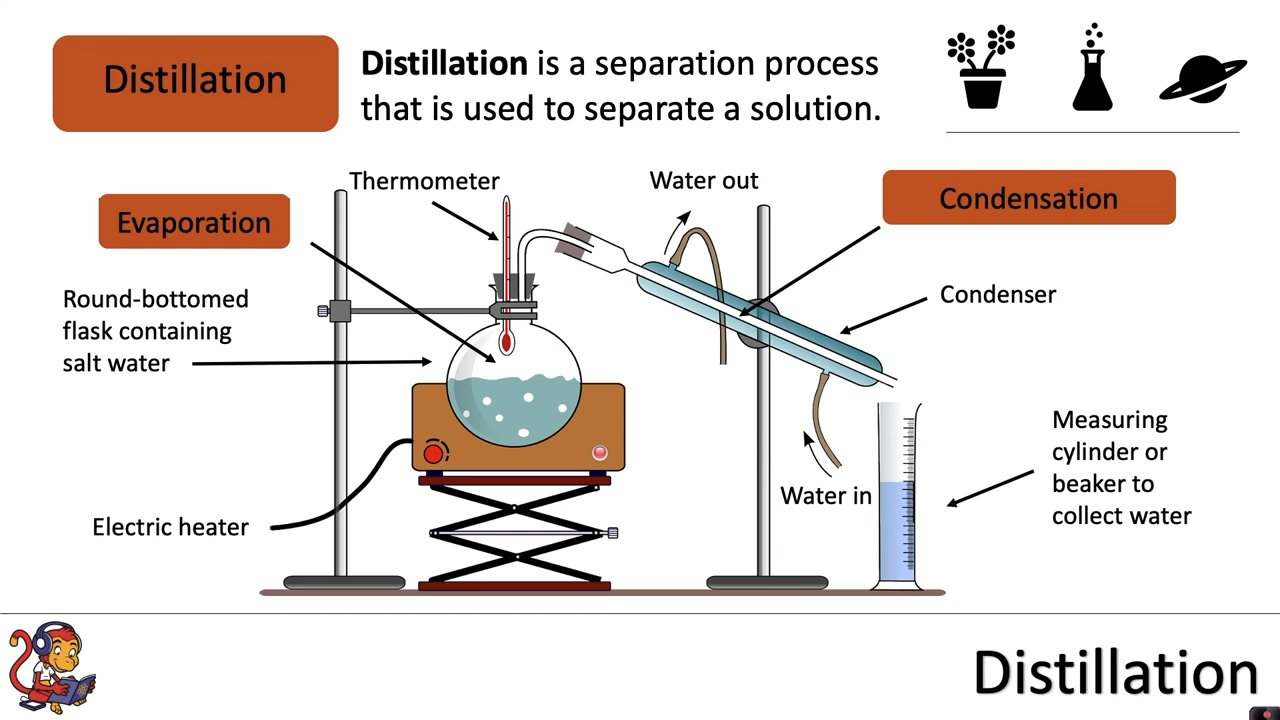 Distillation
Distillation is a separation process
that is used to separate a solution.
Thermometer
Water out
Condensation
Evaporation
Round-bottomed
flask containing
salt water
Condenser
Measuring
cylinder or
beaker to
collect water
Water in
Electric heater
Distillation